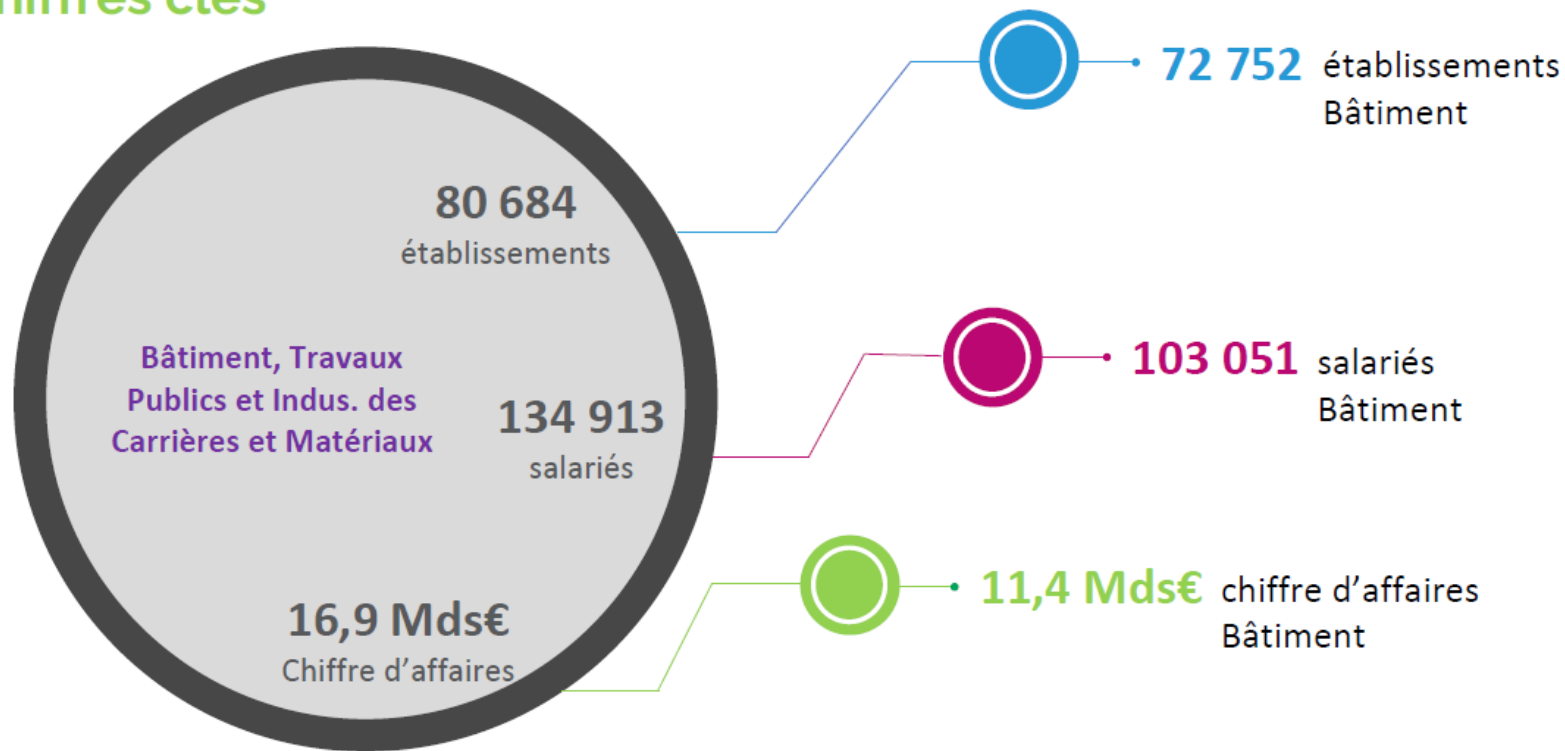 clés
72 752 établissements
Bâtiment
80 684
établissements
Bâtiment, Travaux
Publics et Indus. des
Carrières et Matériaux
134 913
salariés
103 051 salariés
Bâtiment
16,9 Mds€
Chiffre d’affaires
11,4 Mds€ chiffre d’affaires
Bâtiment